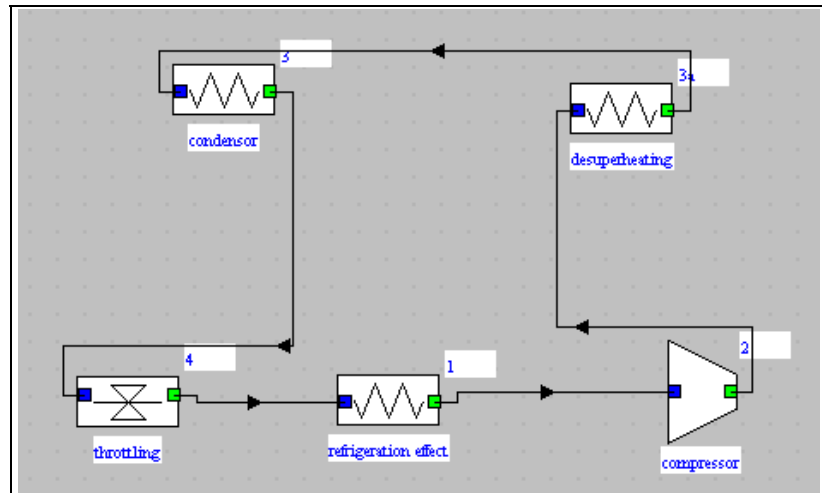 3
3a
condensor
desuperheating
4
1
2
throttling
refrigeration effect
compressor